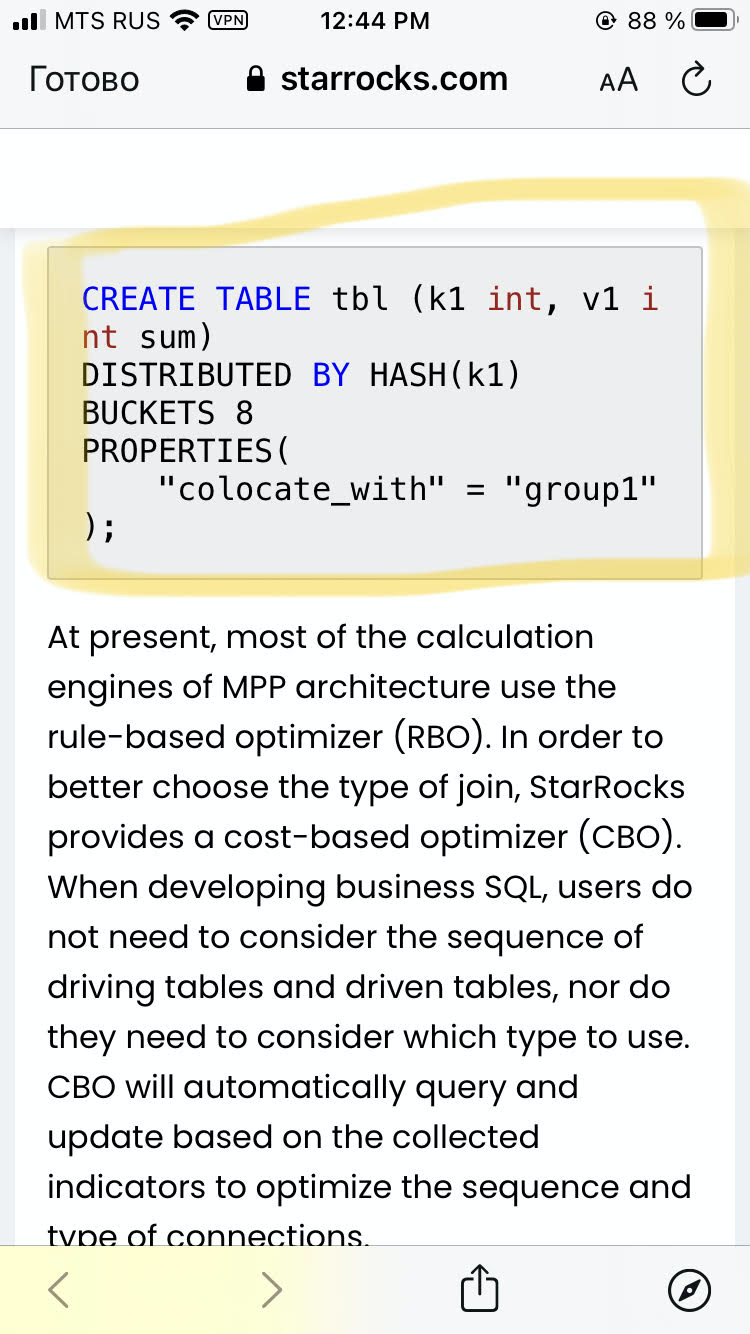 MTS RUS VPN 12:44 PM 88 %
Готово starrocks.com AA
CREATE TABLE tbl (k1 int, v1 i
nt sum)
DISTRIBUTED BY HASH(k1)
BUCKETS 8
PROPERTIES(
"colocate_with" = "group1"
);
At present, most of the calculation
engines of MPP architecture use the
rule-based optimizer (RBO). In order to
better choose the type of join, StarRocks
provides a cost-based optimizer (CBO).
When developing business SQL, users do
not need to consider the sequence of
driving tables and driven tables, nor do
they need to consider which type to use.
CBO will automatically query and
update based on the collected
indicators to optimize the sequence and
type of connections.